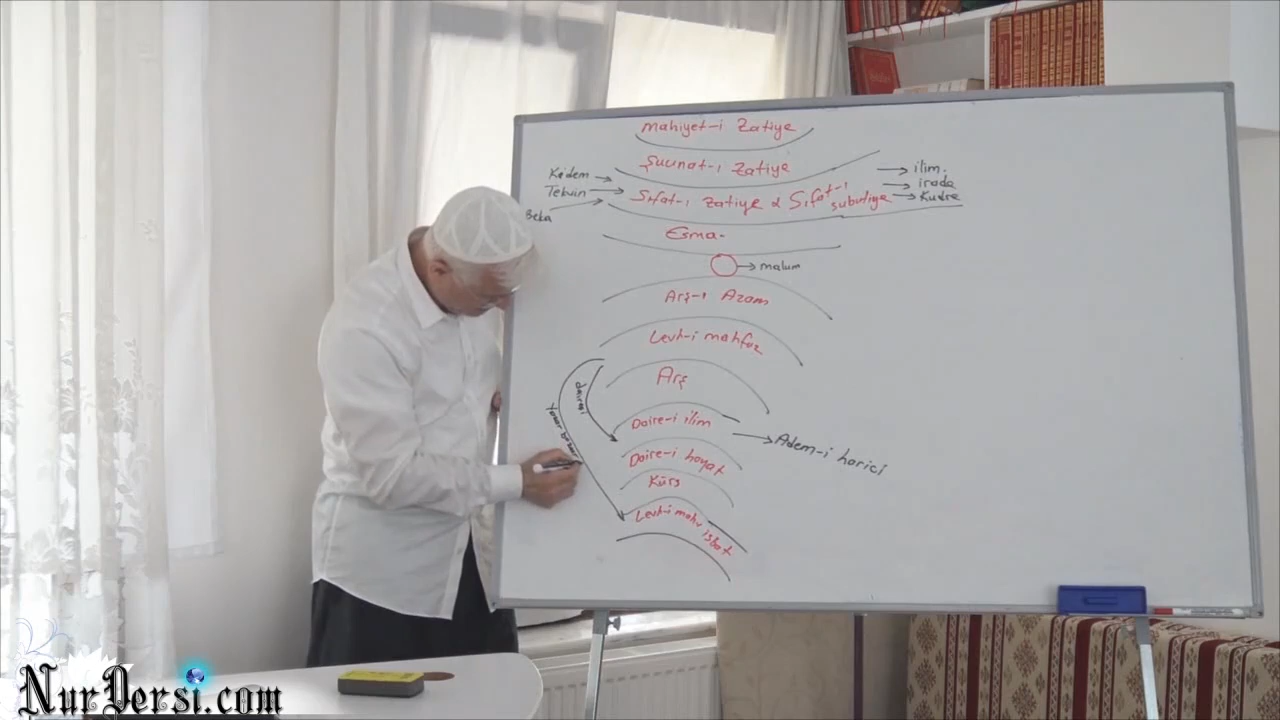 Mahiyet-i Zatiye
Şuunat-ı Zatiye
Kıdem
ilim.
Tekvin
irade
Sıfat-ı Zatiye & Sıfat-ı subutiye
Kudre
Beka
Esma-
malum
Arş-ı Azam
Levh-i mahfuz
Arş
dairesi
Daire-i ilim
Adem-i harici
Daire-i hayat
Kürs
Levh-i mahv isbat
NurDersi.com